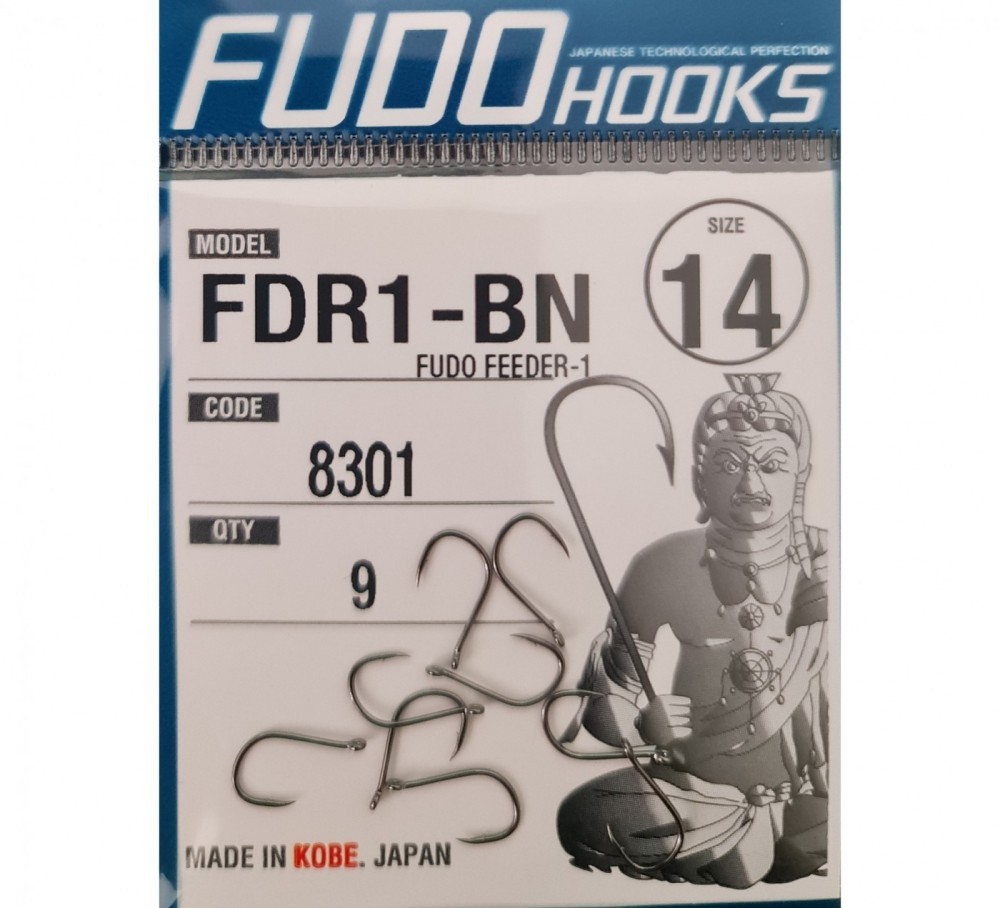 FUDO
JAPANESE TECHNOLOGICAL PERFECTION
HOOKS
SIZE
14
MODEL
FDR1-BN
FUDO FEEDER-1
CODE
8301
QTY
9
MADE IN KOBE. JAPAN